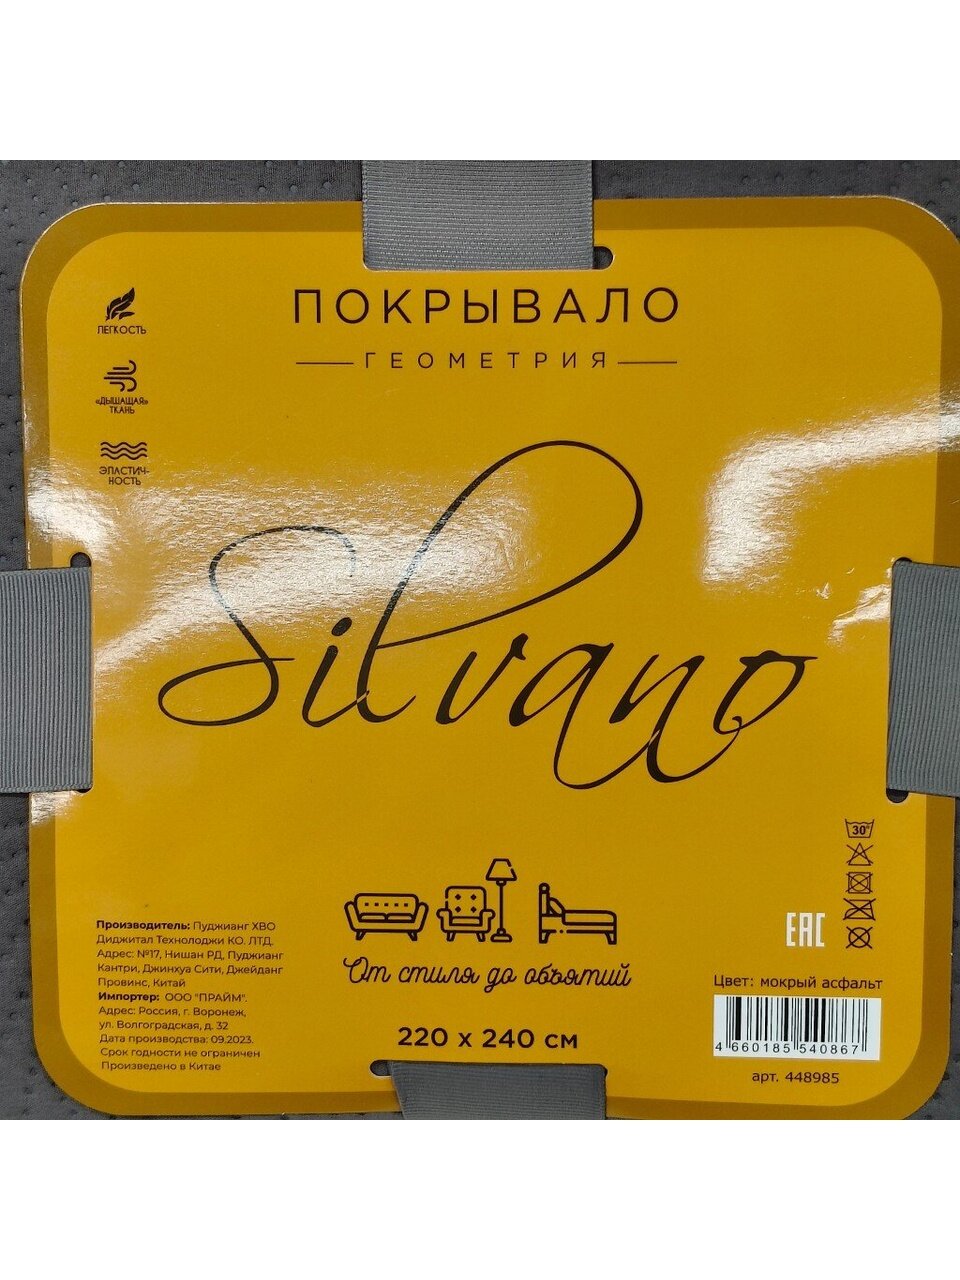 ПОКРЫВАЛО
ГЕОМЕТРИЯ
ЛЕГКОСТЬ
«ДЫШАЩАЯ»
ТКАНЬ
ЭЛАСТИЧ-
НОСТЬ
Silvano
30°
Производитель: Пуджианг ХВО
Диджитал Технолоджи КО. ЛТД.
Адрес: №17, Нишан РД, Пуджианг
Кантри, Джинхуа Сити, Джейданг
Провинс, Китай
Импортер: ООО "ПРАЙМ".
Адрес: Россия, г. Воронеж,
ул. Волгоградская, д. 32
Дата производства: 09.2023.
Срок годности не ограничен
Произведено в Китае
От стиля до объятий
220 х 240 см
EAC
Цвет: мокрый асфальт
4 660185 540867
арт. 448985